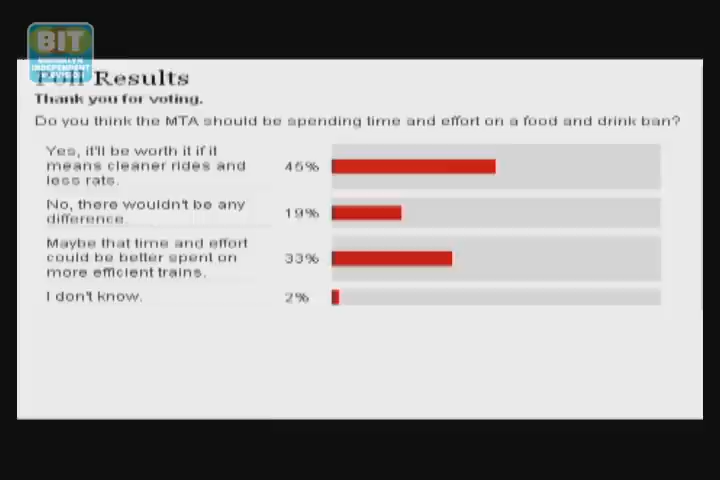 BIT
BROOKLYN
INDEPENDENT
TELEVISION
Poll Results
Thank you for voting.
Do you think the MTA should be spending time and effort on a food and drink ban?
Yes, it'll be worth it if it
means cleaner rides and
less rats.
45%
No, there wouldn't be any
difference.
19%
Maybe that time and effort
could be better spent on
more efficient trains.
33%
I don't know.
2%